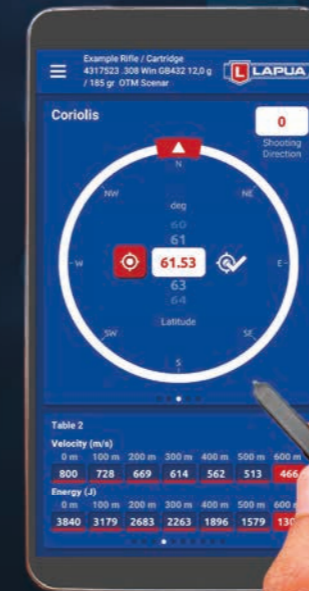 Example Rifle / Cartridge
4317523 .308 Win GB432 12,0 g
/ 185 gr OTM Scenar
L LAPUA
Coriolis
0
Shooting
Direction
N
NW
NE
deg
60
61
W
61.53
E
63
64
Latitude
SW
SE
S
Table 2
Velocity (m/s)
0 m 100 m 200 m 300 m 400 m 500 m 600 m
800 728 669 614 562 513 466
Energy (J)
0 m 100 m 200 m 300 m 400 m 500 m 600
3840 3179 2683 2263 1896 1579